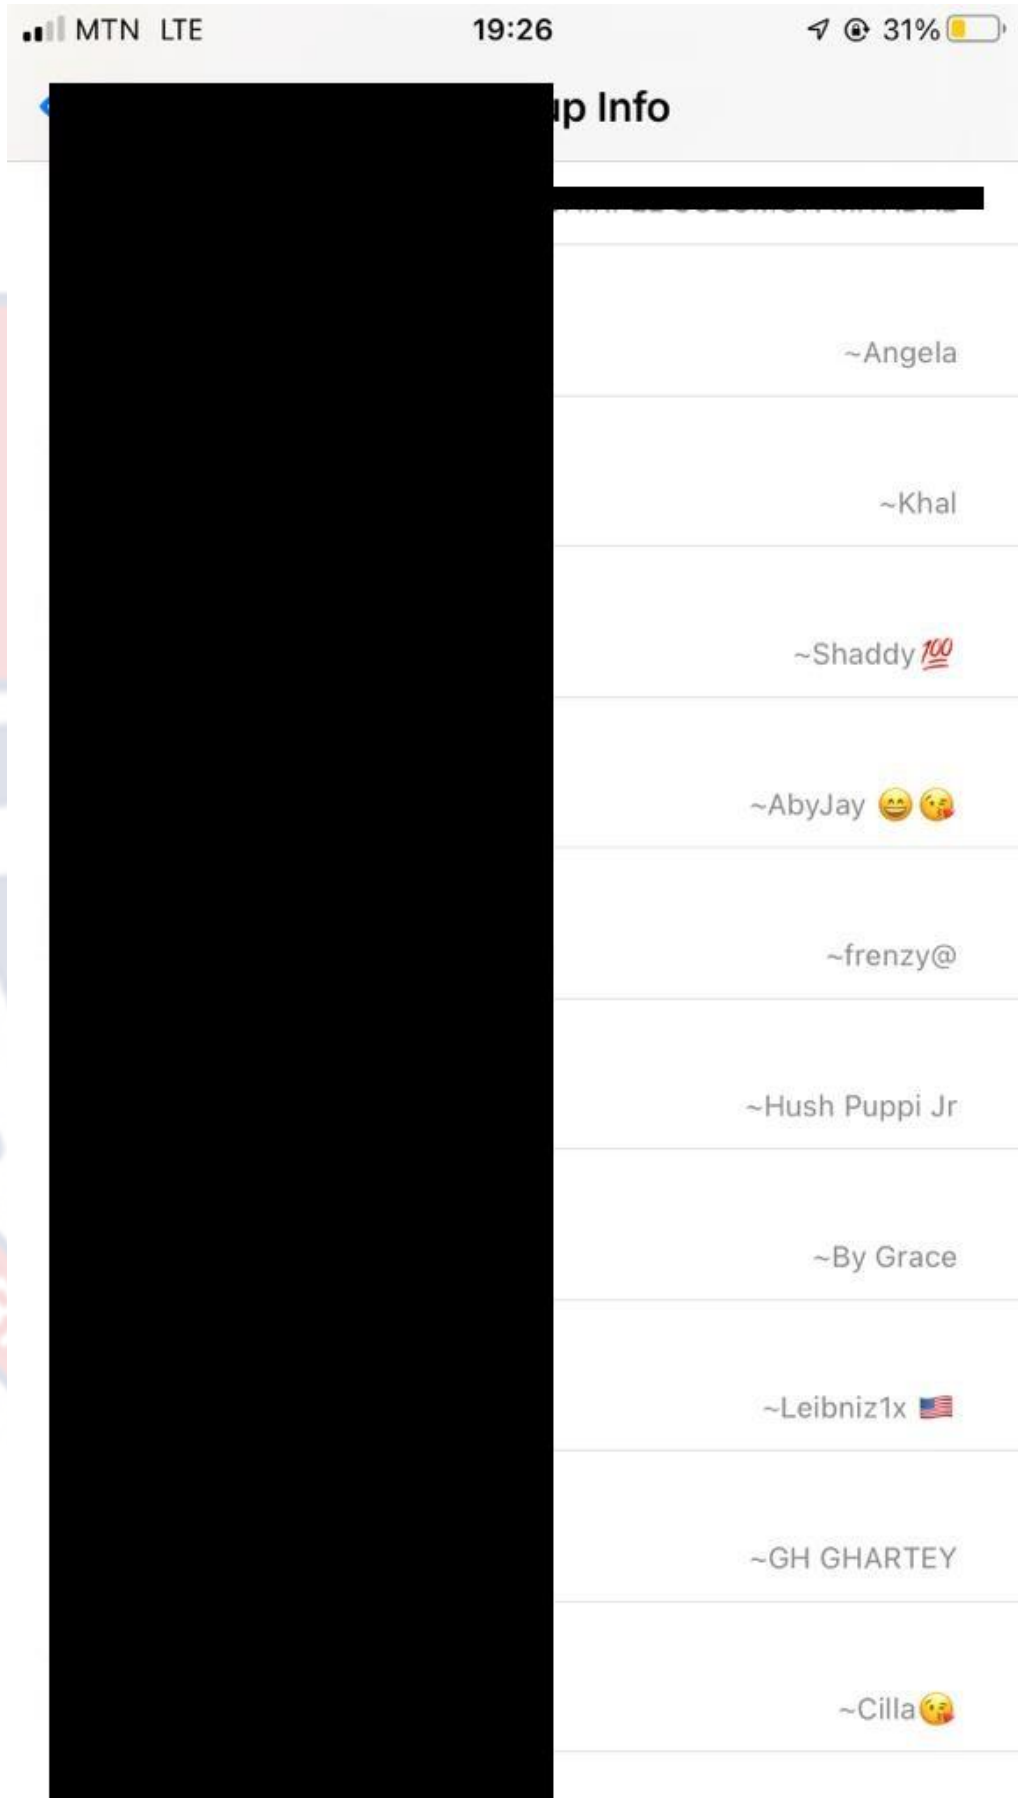 MTN LTE 19:26 31%
up Info
~Angela
~Khal
~Shaddy💯
~AbyJay 😄😘
~frenzy@
~Hush Puppi Jr
~By Grace
~Leibniz1x 🇺🇸
~GH GHARTEY
~Cilla😘